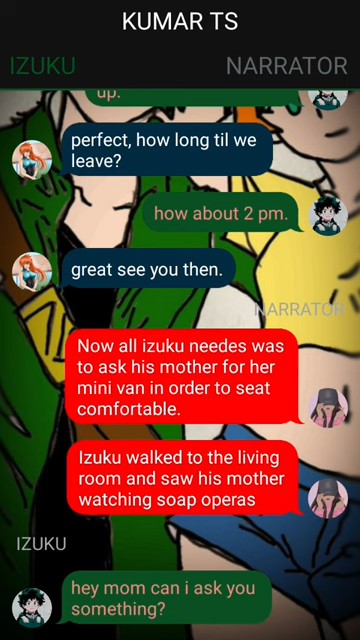 KUMAR TS
IZUKU NARRATOR
up.
perfect, how long til we
leave?
how about 2 pm.
great see you then.
NARRATOR
Now all izuku needes was
to ask his mother for her
mini van in order to seat
comfortable.
Izuku walked to the living
room and saw his mother
watching soap operas
IZUKU
hey mom can i ask you
something?